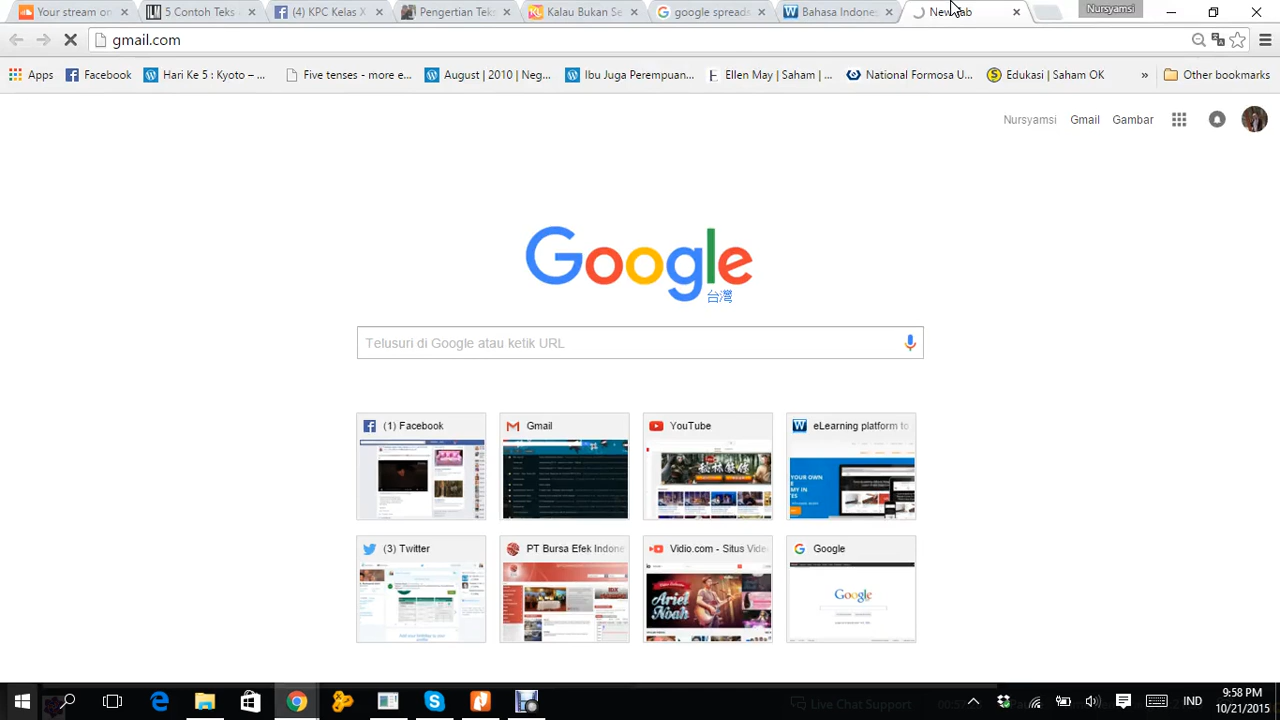 Your stream on
5 Contoh Teks
(4) KPC Kelas X
Pengertian Teks
Kalau Bukan Se
google spreads
Bahasa Indones
New Tab
Nursyamsi
gmail.com
Apps
Facebook
Hari Ke 5 : Kyoto – ...
Five tenses - more e...
August | 2010 | Neg...
Ibu Juga Perempuan...
Ellen May | Saham | ...
National Formosa U...
Edukasi | Saham OK
»
Other bookmarks
Nursyamsi
Gmail
Gambar
Google
台灣
Telusuri di Google atau ketik URL
(1) Facebook
Gmail
YouTube
eLearning platform to
(3) Twitter
PT Bursa Efek Indone
Vidio.com - Situs Vide
Google
Ariel
Noah
Google
Live Chat Support
IND
9:58 PM
10/21/2015